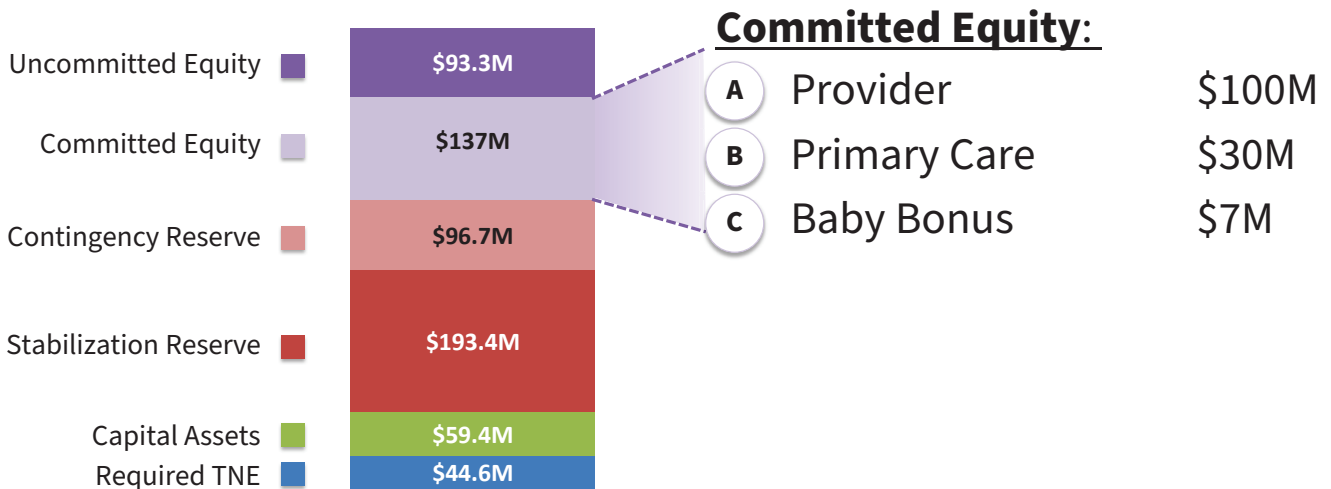 Uncommitted Equity $93.3M
Committed Equity $137M
Contingency Reserve $96.7M
Stabilization Reserve $193.4M
Capital Assets $59.4M
Required TNE $44.6M
Committed Equity:
A Provider $100M
B Primary Care $30M
C Baby Bonus $7M